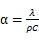 α = λ / ρC